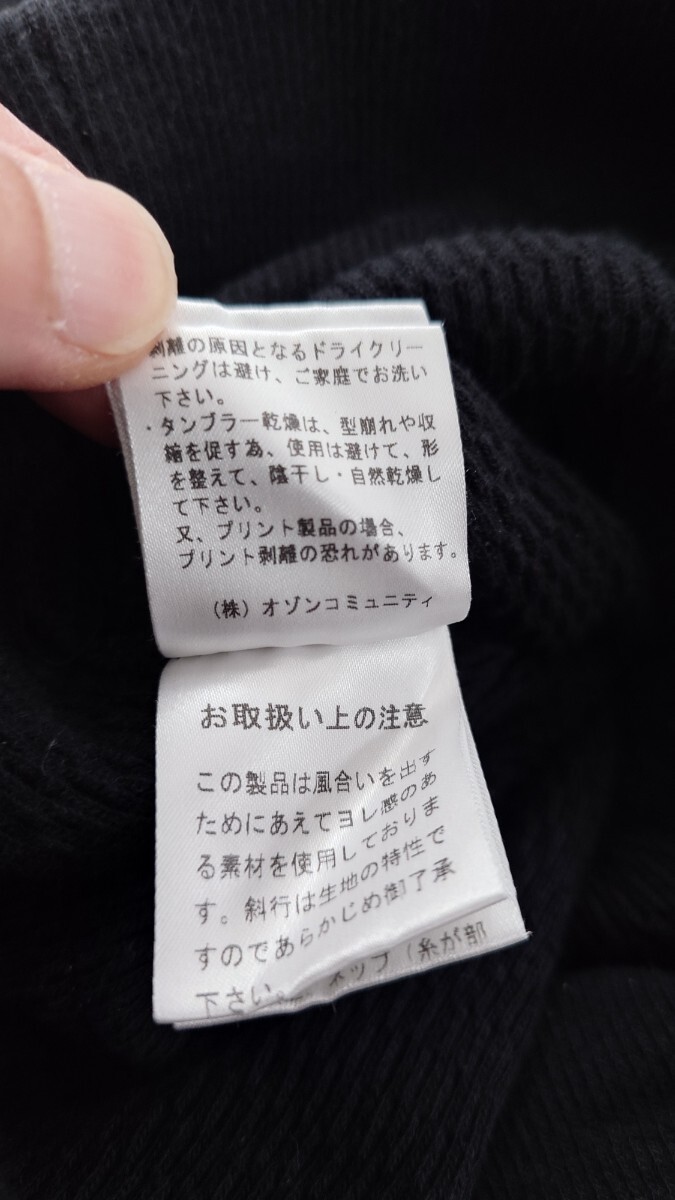 剥離の原因となるドライクリー
ニングは避け、ご家庭でお洗い
下さい。
・タンブラー乾燥は、型崩れや収
縮を促す為、使用は避けて、形
を整えて、陰干し・自然乾燥し
て下さい。
又、プリント製品の場合、
プリント剥離の恐れがあります。
（株）オゾンコミュニティ
お取扱い上の注意
この製品は風合いを出す
ためにあえてヨレ感のあ
る素材を使用しておりま
す。斜行は生地の特性で
すのであらかじめ御了承
下さい。
ネップ（糸が部